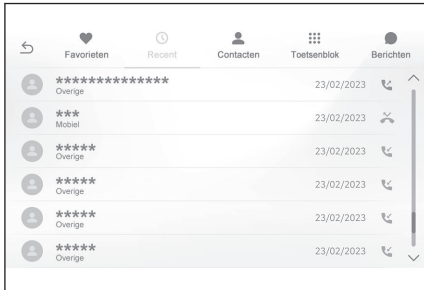 Favorieten Recent Contacten Toetsenblok Berichten
************** 23/02/2023
Overige
*** 23/02/2023
Mobiel
***** 23/02/2023
Overige
***** 23/02/2023
Overige
***** 23/02/2023
Overige
***** 23/02/2023
Overige